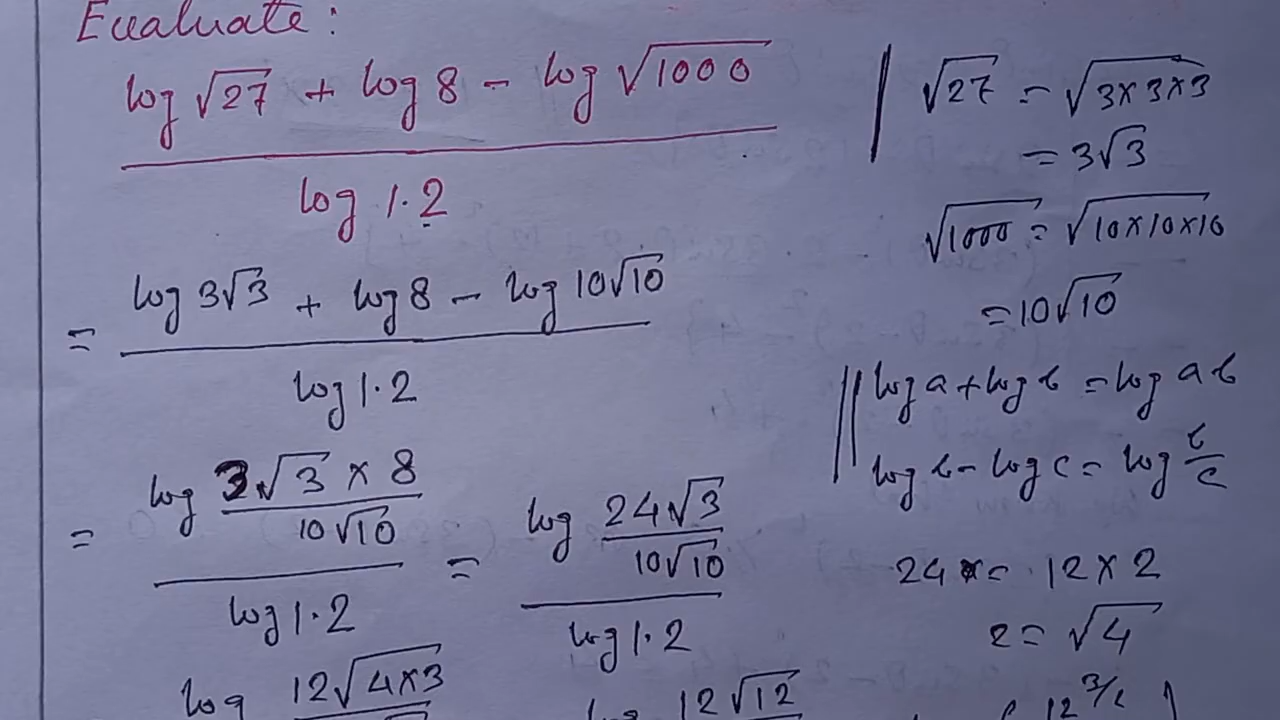 Evaluate:
log √27 + log 8 - log √1000
log 1.2
= log 3√3 + log 8 - log 10√10
log 1.2
= log 3√3 × 8
10√10
log 1.2
= log 24√3
10√10
log 1.2
log 12√4×3
log 12√12
12^3/2
√27 = √3×3×3
= 3√3
√1000 = √10×10×10
= 10√10
log a + log b = log ab
log b - log c = log b/c
24 = 12 × 2
2 = √4